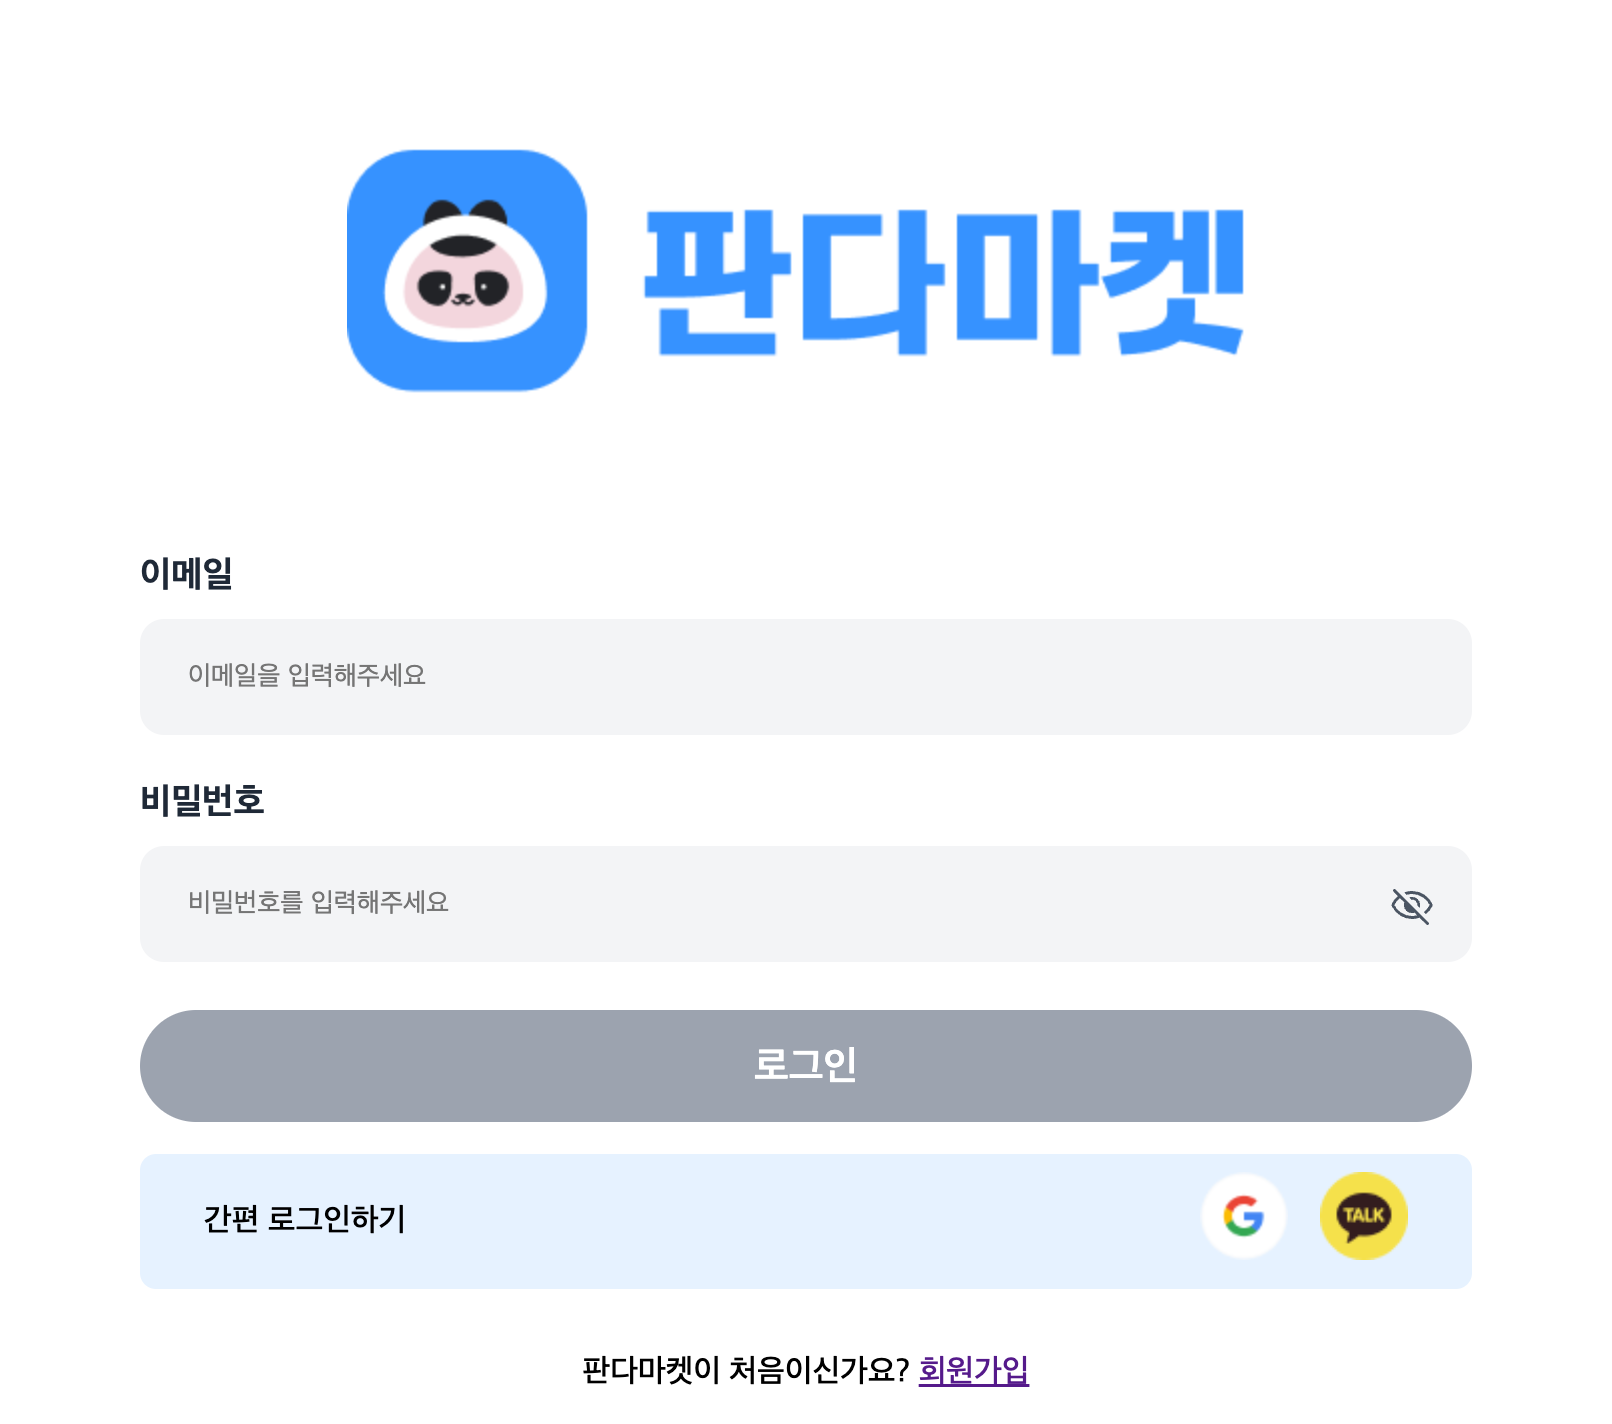 판다마켓
이메일
이메일을 입력해주세요
비밀번호
비밀번호를 입력해주세요
로그인
간편 로그인하기
G
TALK
판다마켓이 처음이신가요? 회원가입